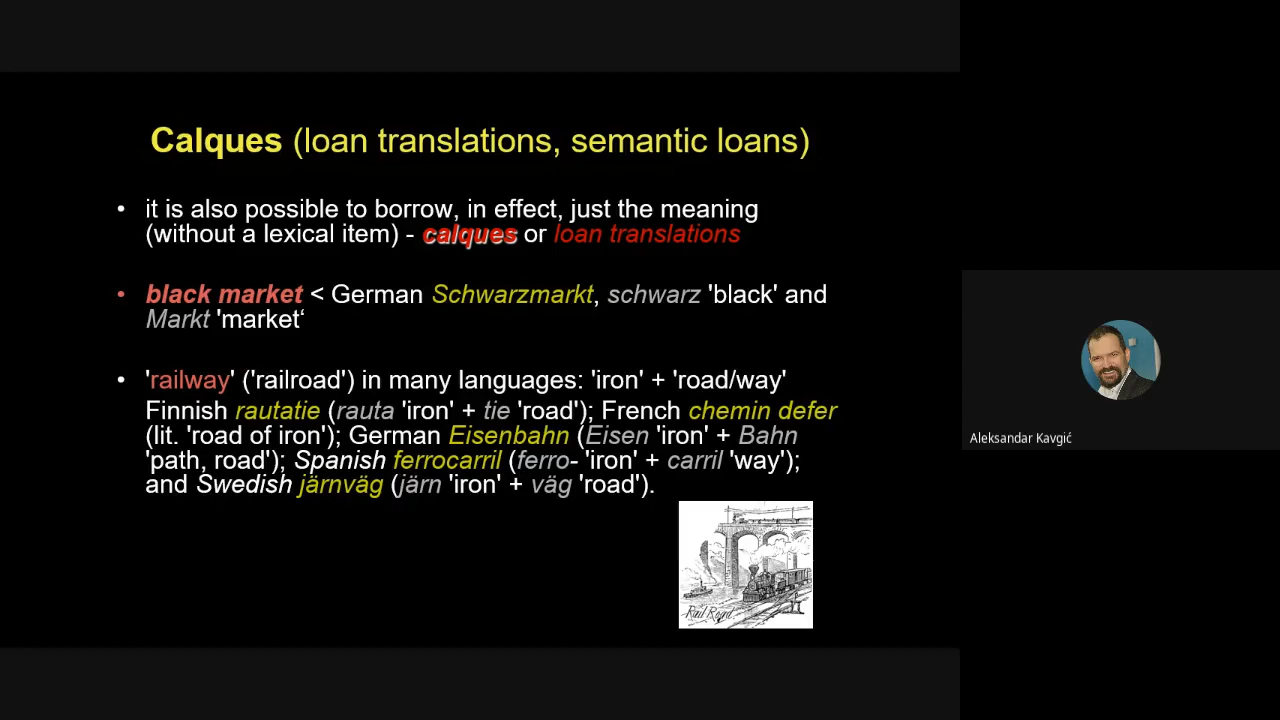 Calques (loan translations, semantic loans)
• it is also possible to borrow, in effect, just the meaning
(without a lexical item) - calques or loan translations
• black market < German Schwarzmarkt, schwarz 'black' and
Markt 'market‘
• 'railway' ('railroad') in many languages: 'iron' + 'road/way'
Finnish rautatie (rauta 'iron' + tie 'road'); French chemin defer
(lit. 'road of iron'); German Eisenbahn (Eisen 'iron' + Bahn
'path, road'); Spanish ferrocarril (ferro- 'iron' + carril 'way');
and Swedish järnväg (järn 'iron' + väg 'road').
Rail Road
Aleksandar Kavgić